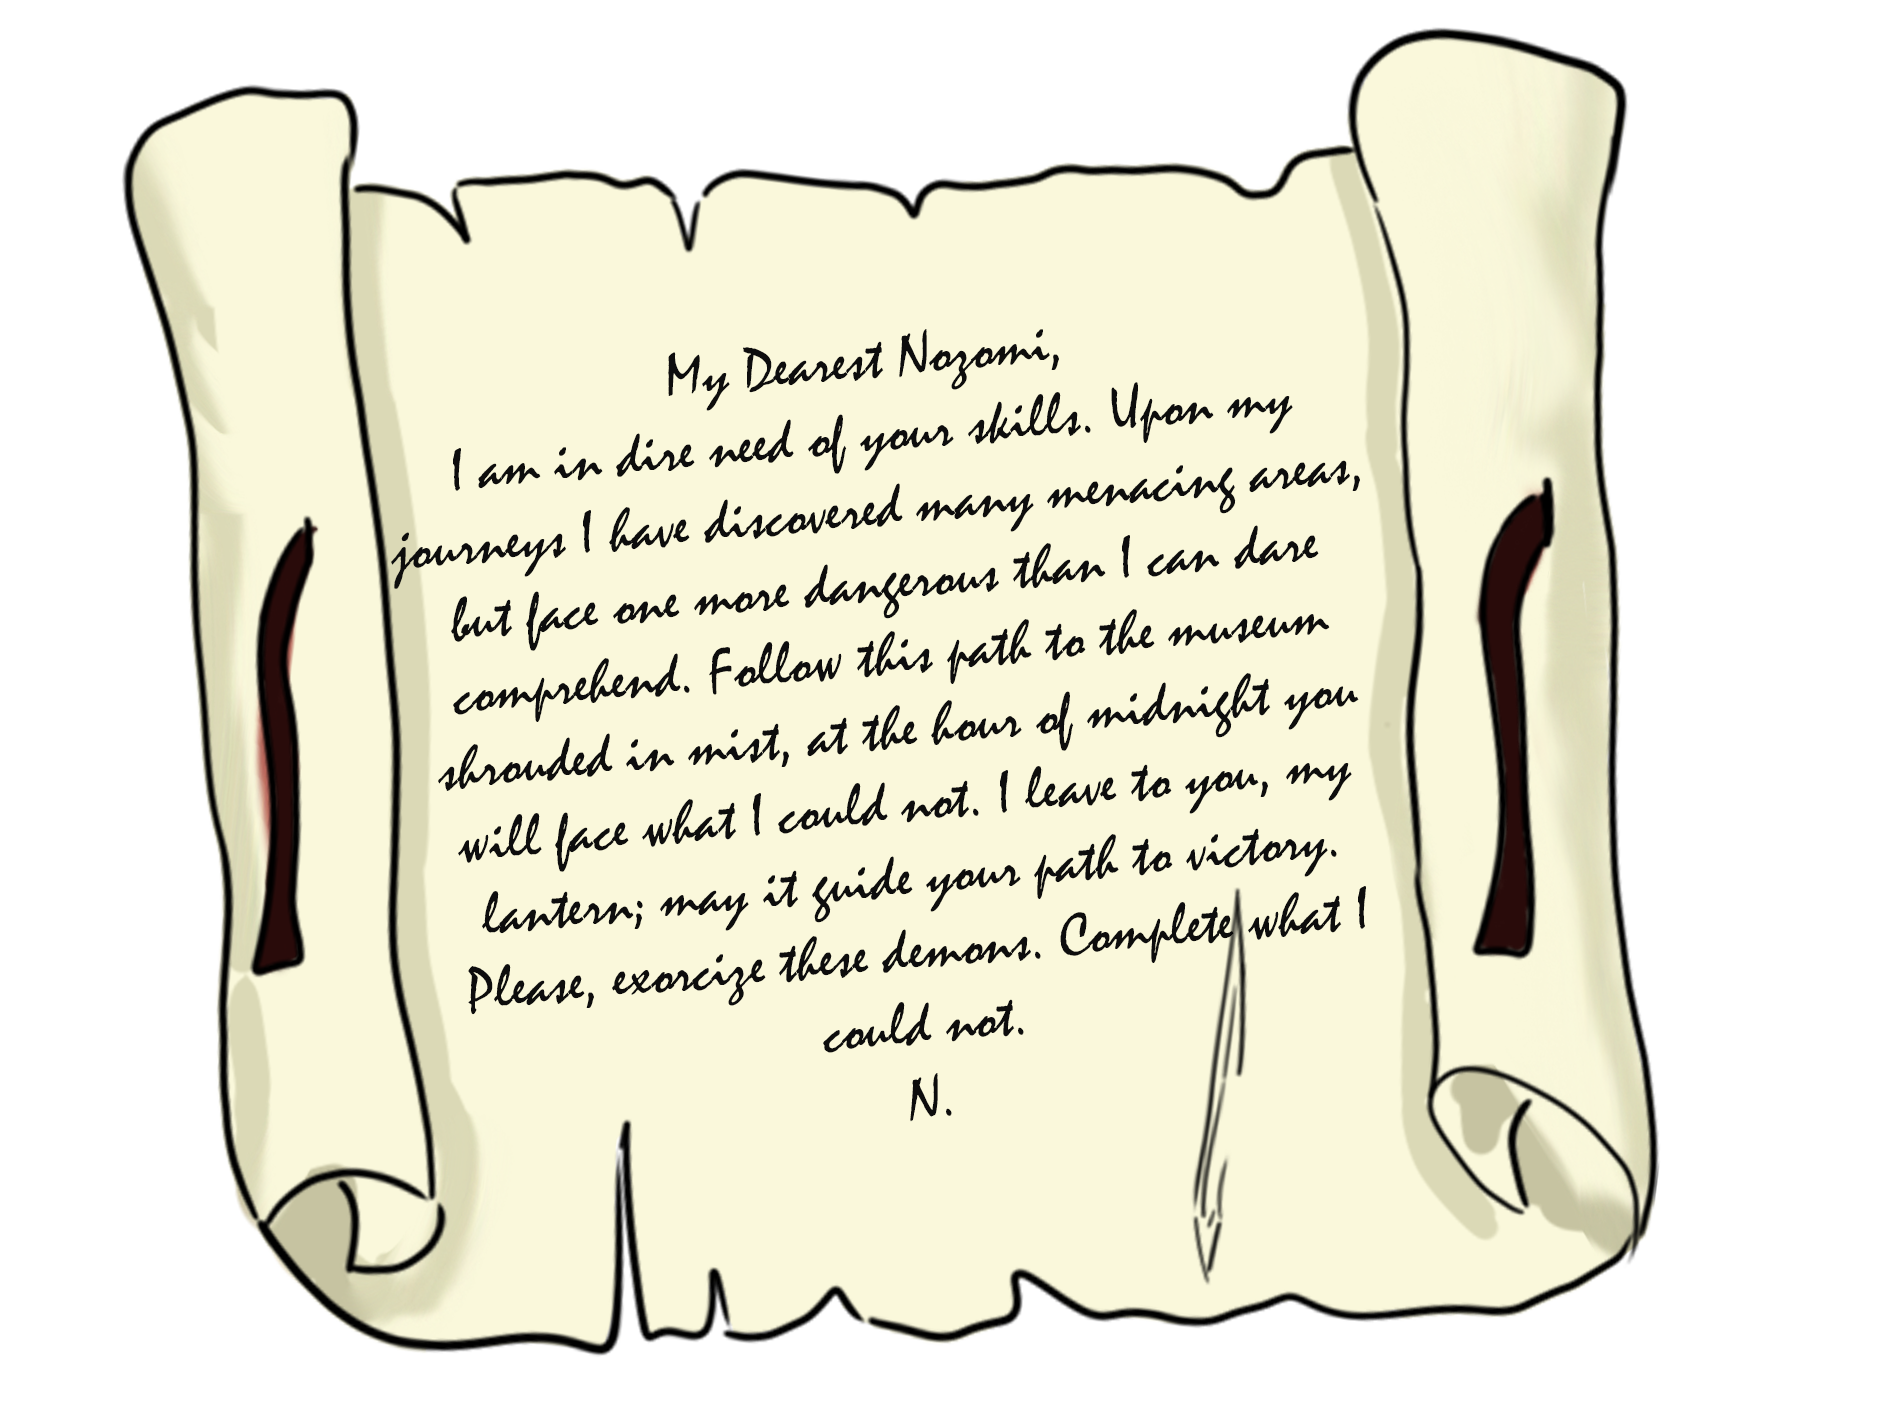 My Dearest Nozomi,
I am in dire need of your skills. Upon my
journeys I have discovered many menacing areas,
but face one more dangerous than I can dare
comprehend. Follow this path to the museum
shrouded in mist, at the hour of midnight you
will face what I could not. I leave to you, my
lantern; may it guide your path to victory.
Please, exorcize these demons. Complete what I
could not.
N.